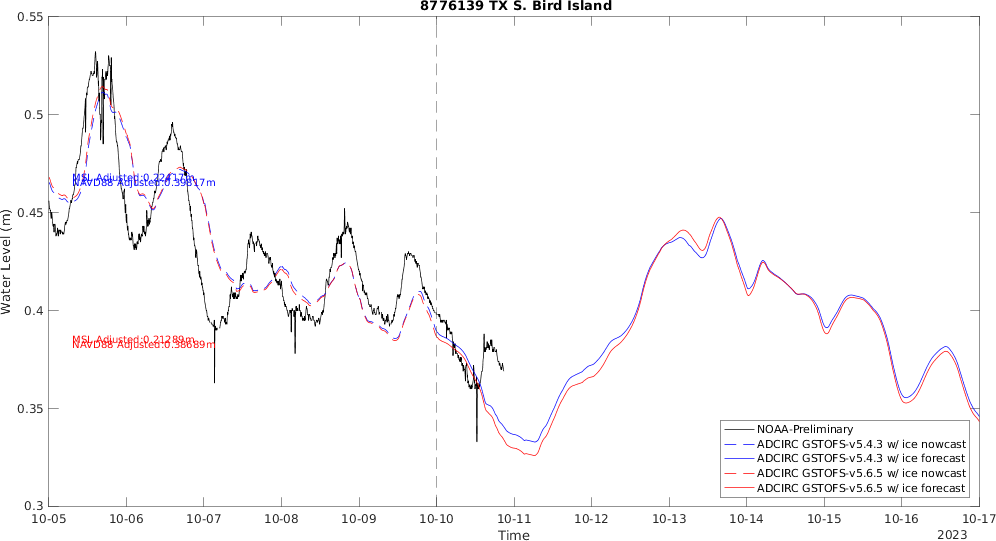 8776139 TX S. Bird Island
0.55
0.5
0.45
0.4
0.35
0.3
Water Level (m)
MSL Adjusted:0.22417m
NAVD88 Adjusted:0.39817m
MSL Adjusted:0.21289m
NAVD88 Adjusted:0.38689m
NOAA-Preliminary
ADCIRC GSTOFS-v5.4.3 w/ ice nowcast
ADCIRC GSTOFS-v5.4.3 w/ ice forecast
ADCIRC GSTOFS-v5.6.5 w/ ice nowcast
ADCIRC GSTOFS-v5.6.5 w/ ice forecast
10-05 10-06 10-07 10-08 10-09 10-10 10-11 10-12 10-13 10-14 10-15 10-16 10-17
Time
2023